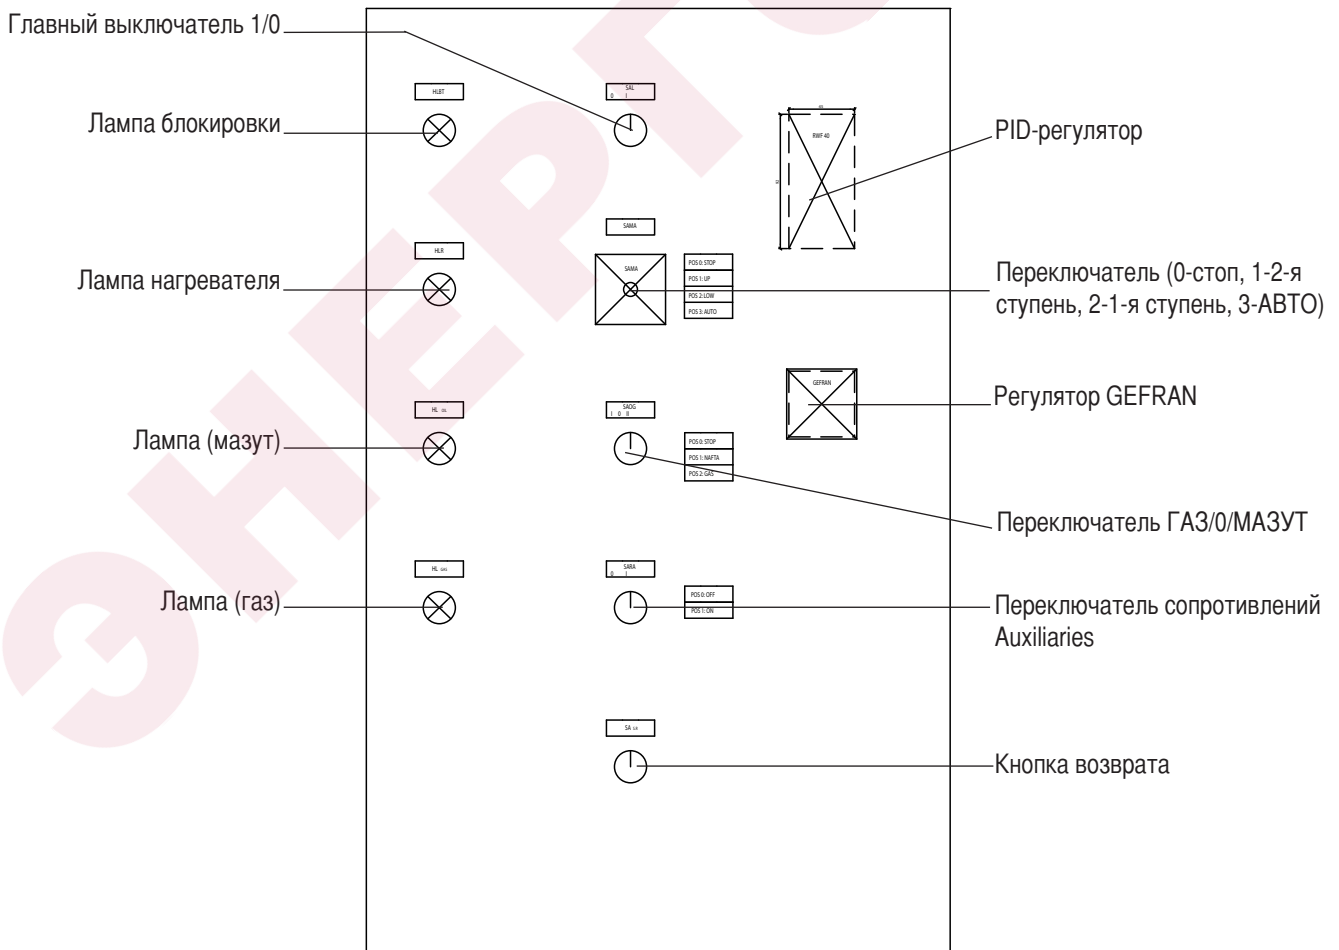 Главный выключатель 1/0
Лампа блокировки
Лампа нагревателя
Лампа (мазут)
Лампа (газ)
HLBT
HLR
HL
HL GAS
SAL
0 I
SAMA
SAMA
POS 0: STOP
POS 1: UP
POS 2: LOW
POS 3: AUTO
SAOG
I 0 II
POS 0: STOP
POS 1: NAFTA
POS 2: GAS
SARA
0 I
POS 0: OFF
POS 1: ON
SA
RWF 40
GEFRAN
PID-регулятор
Переключатель (0-стоп, 1-2-я
ступень, 2-1-я ступень, 3-АВТО)
Регулятор GEFRAN
Переключатель ГАЗ/0/МАЗУТ
Переключатель сопротивлений
Auxiliaries
Кнопка возврата
ЭНЕРГО